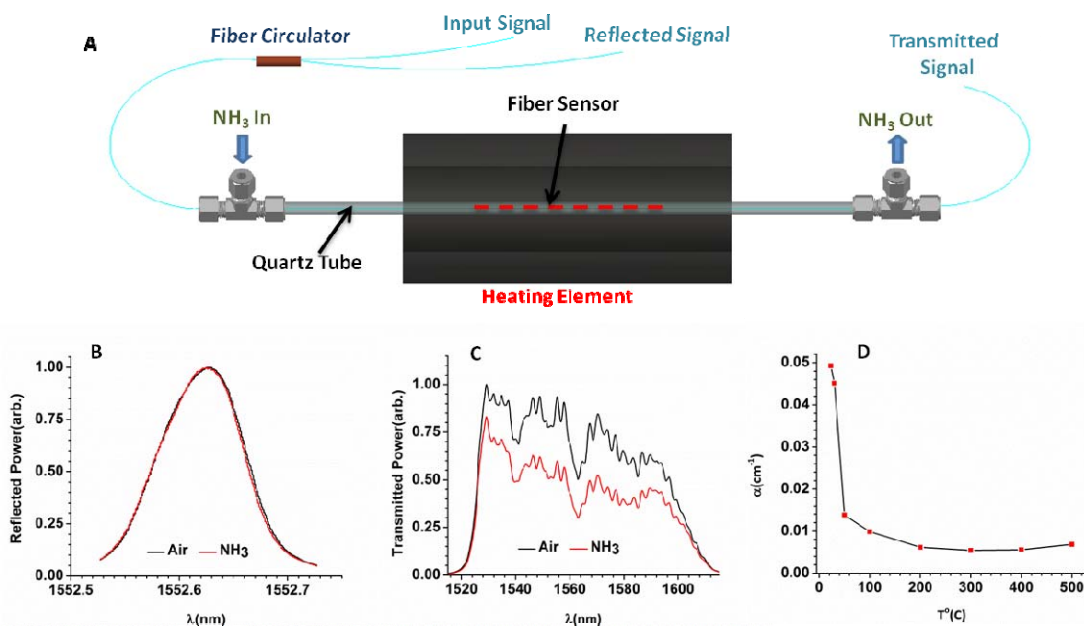 A
Input Signal
Fiber Circulator
Reflected Signal
Transmitted
Signal
NH3 In
Fiber Sensor
NH3 Out
Quartz Tube
Heating Element
B
Reflected Power(arb.)
1.00
0.75
0.50
0.25
0.00
Air
NH3
1552.5
1552.6
1552.7
λ(nm)
C
Transmitted Power(arb.)
1.00
0.75
0.50
0.25
0.00
Air
NH3
1520
1540
1560
1580
1600
λ(nm)
D
α(cm-1)
0.05
0.04
0.03
0.02
0.01
0.00
0
100
200
300
400
500
T°(C)